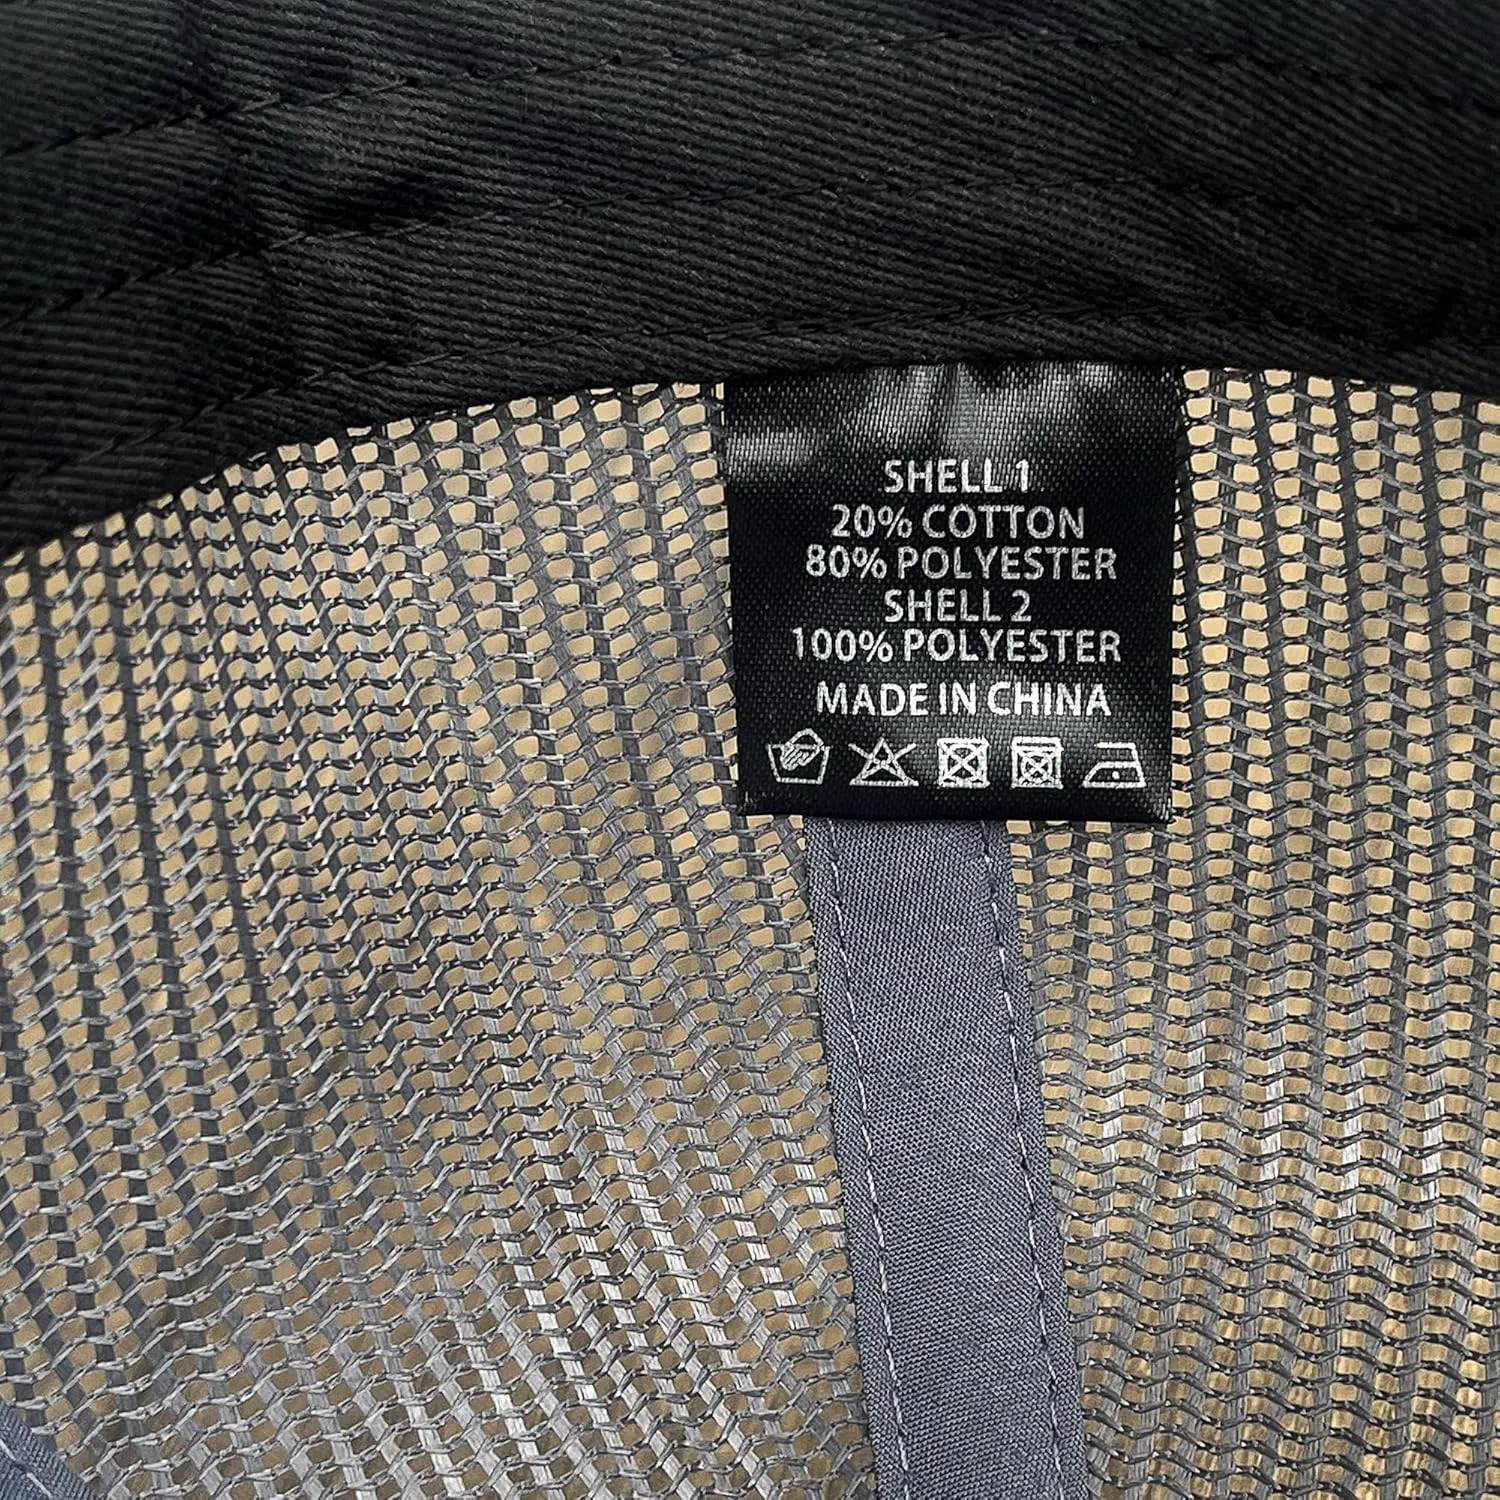 SHELL 1
20% COTTON
80% POLYESTER
SHELL 2
100% POLYESTER
MADE IN CHINA